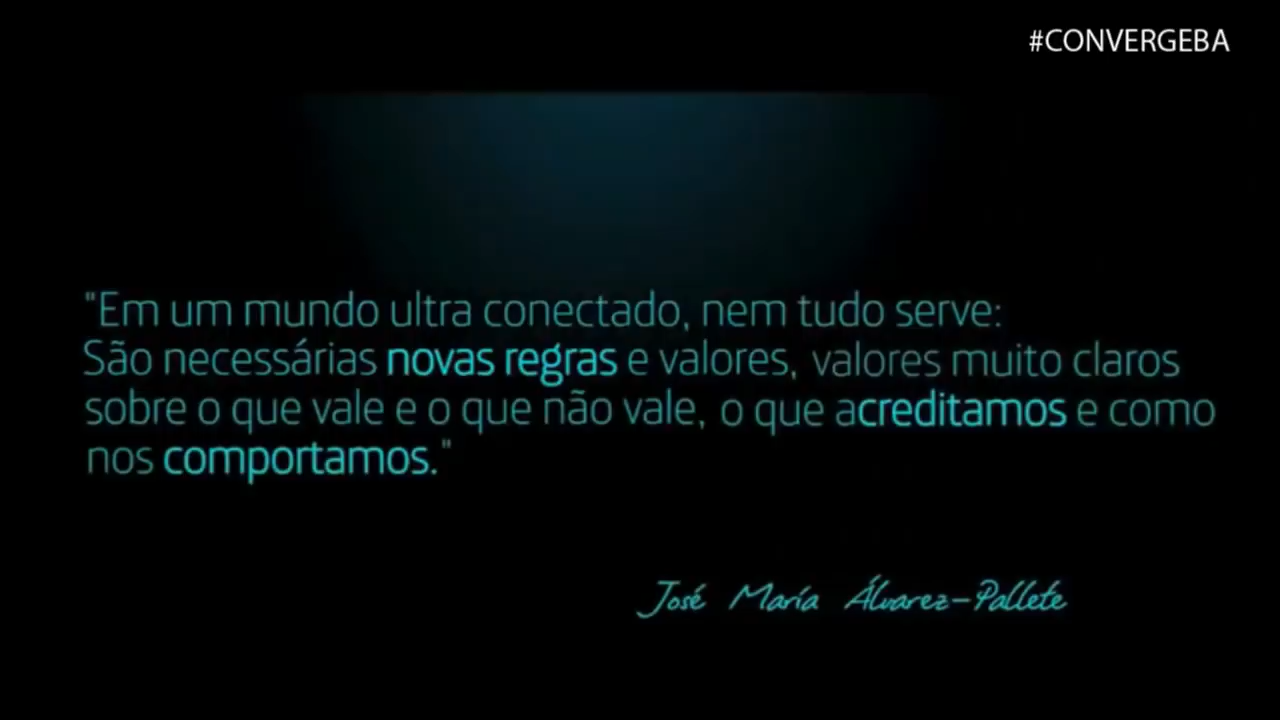 #CONVERGEBA
"Em um mundo ultra conectado, nem tudo serve:
São necessárias novas regras e valores, valores muito claros
sobre o que vale e o que não vale, o que acreditamos e como
nos comportamos."
José María Álvarez-Pallete